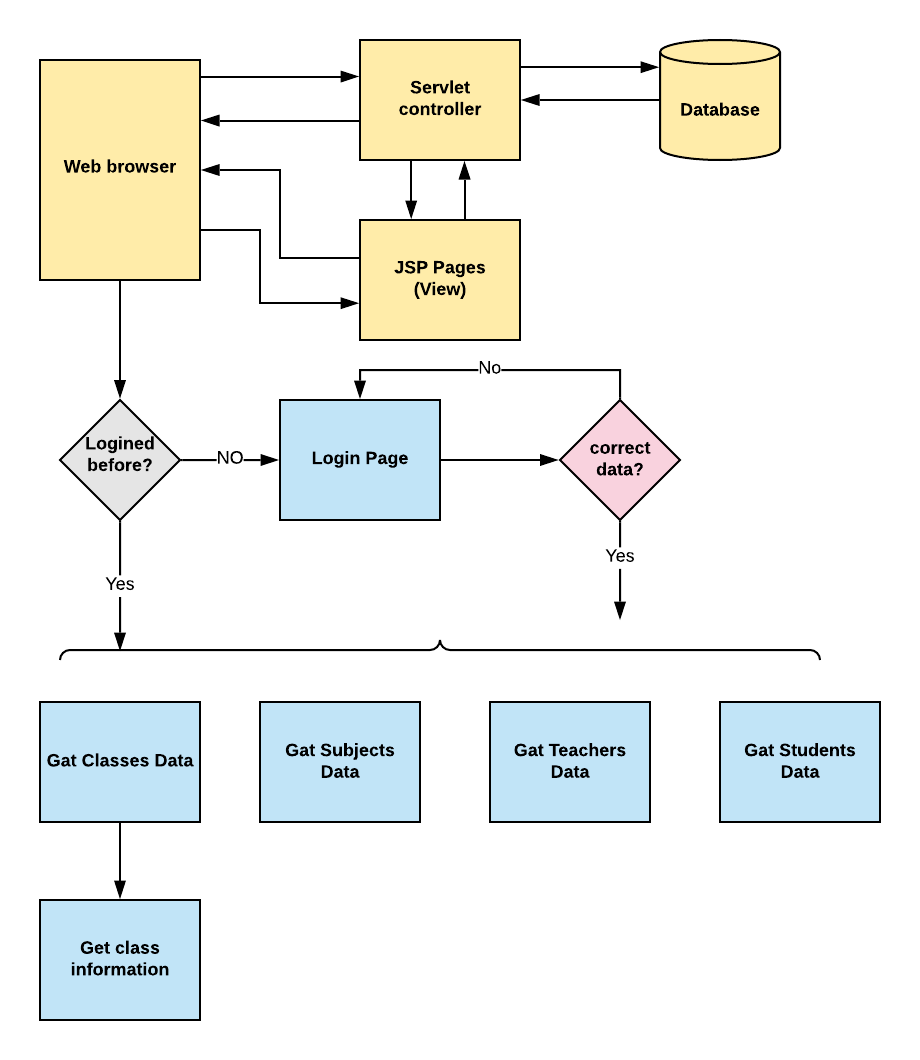 Servlet
controller
Database
Web browser
JSP Pages
(View)
No
Logined
before?
NO
Login Page
correct
data?
Yes
Yes
Gat Classes Data
Gat Subjects
Data
Gat Teachers
Data
Gat Students
Data
Get class
information